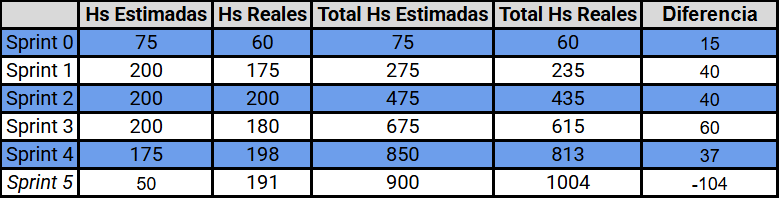 Hs Estimadas Hs Reales Total Hs Estimadas Total Hs Reales Diferencia
Sprint 0 75 60 75 60 15
Sprint 1 200 175 275 235 40
Sprint 2 200 200 475 435 40
Sprint 3 200 180 675 615 60
Sprint 4 175 198 850 813 37
Sprint 5 50 191 900 1004 -104